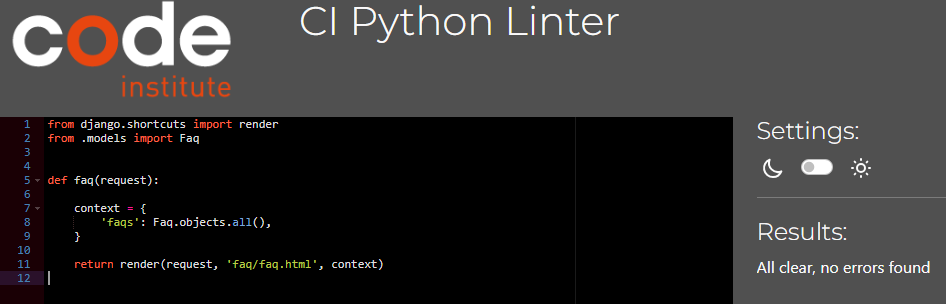 code
institute
CI Python Linter
1 from django.shortcuts import render
2 from .models import Faq
3
4
5 def faq(request):
6
7     context = {
8         'faqs': Faq.objects.all(),
9     }
10
11     return render(request, 'faq/faq.html', context)
12
Settings:
Results:
All clear, no errors found